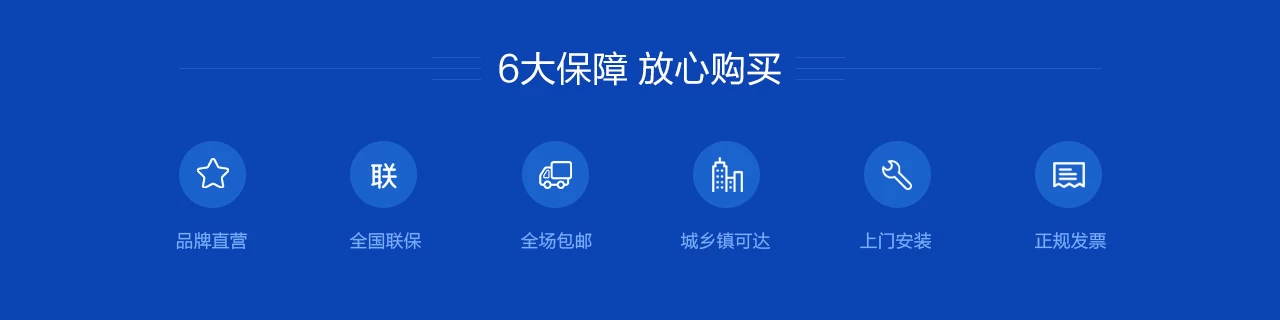 6大保障 放心购买
联
品牌直营
全国联保
全场包邮
城乡镇可达
上门安装
正规发票